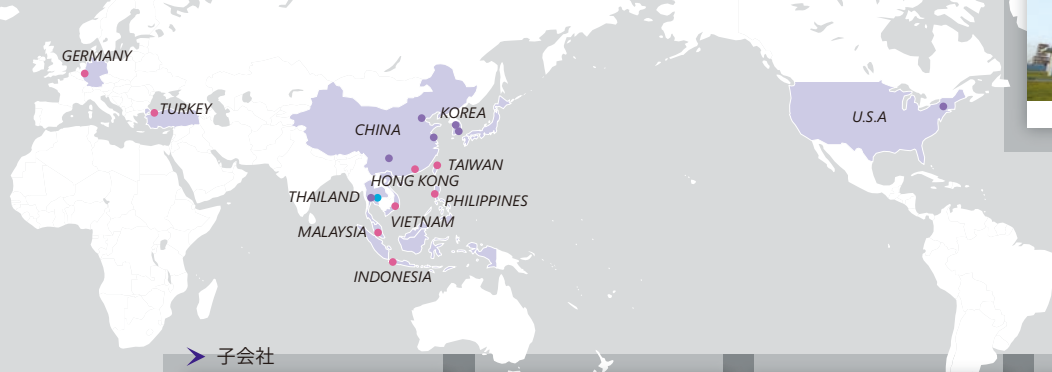 GERMANY
TURKEY
CHINA
KOREA
U.S.A
TAIWAN
HONG KONG
THAILAND
PHILIPPINES
VIETNAM
MALAYSIA
INDONESIA
子会社